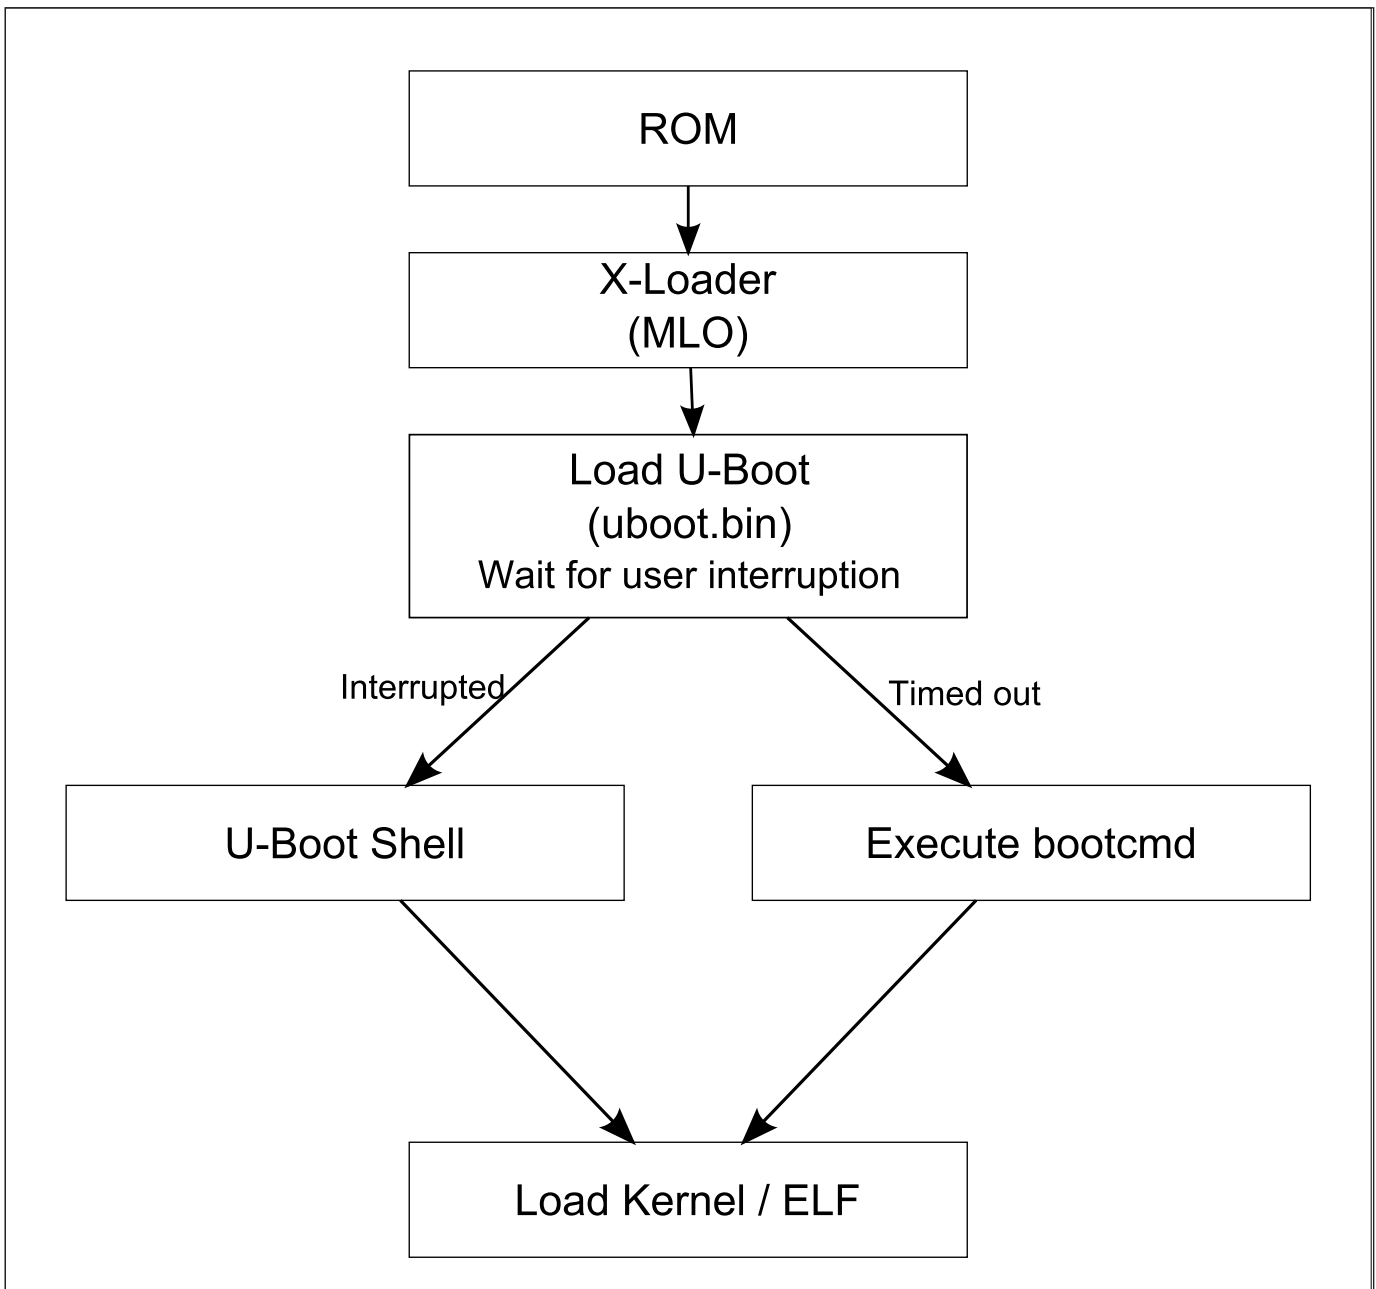 ROM
X-Loader
(MLO)
Load U-Boot
(uboot.bin)
Wait for user interruption
Interrupted
Timed out
U-Boot Shell
Execute bootcmd
Load Kernel / ELF